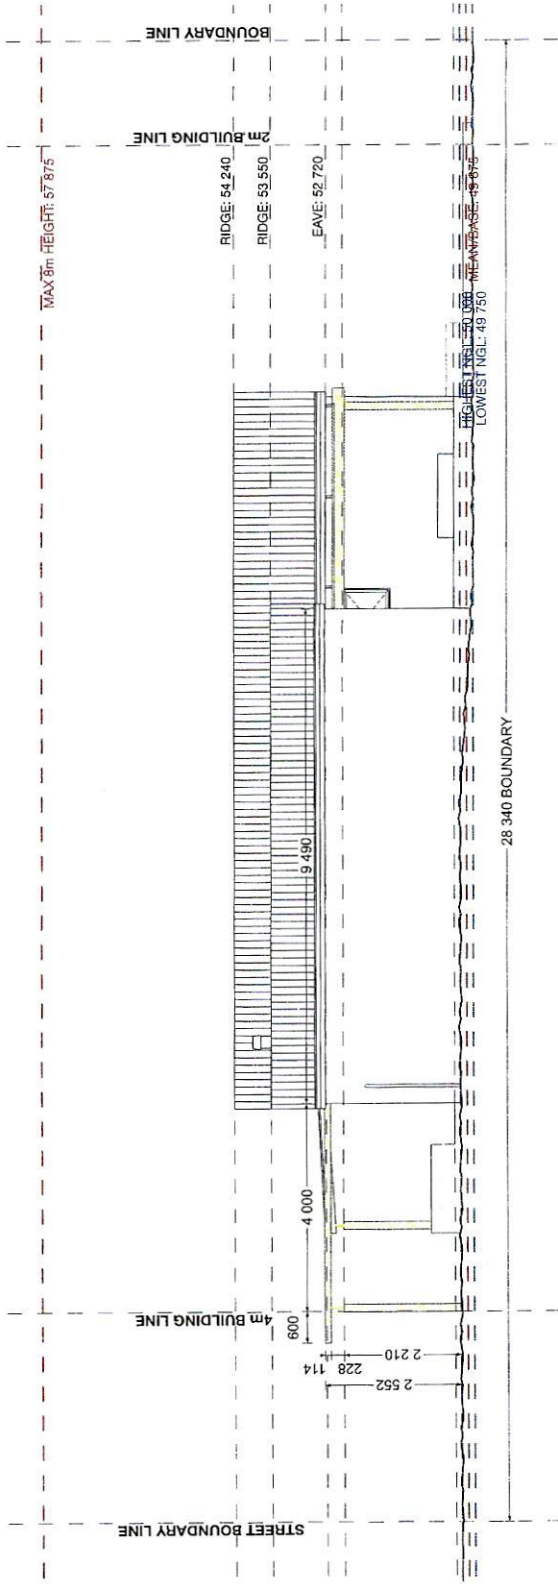 BOUNDARY LINE
2m BUILDING LINE
MAX 8m HEIGHT: 57 875
RIDGE: 54 240
RIDGE: 53 550
EAVE: 52 720
HIGHEST NGL: 50 000
MEAN/BASE: 49 875
LOWEST NGL: 49 750
9 490
28 340 BOUNDARY
4 000
4m BUILDING LINE
600
114
228
2 210
2 552
STREET BOUNDARY LINE